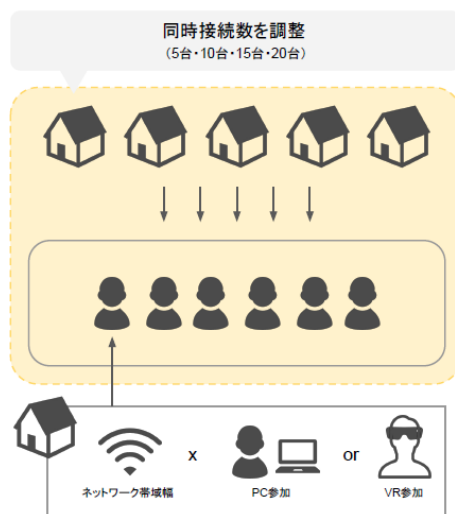 同時接続数を調整
（5台・10台・15台・20台）
x
or
ネットワーク帯域幅
PC参加
VR参加